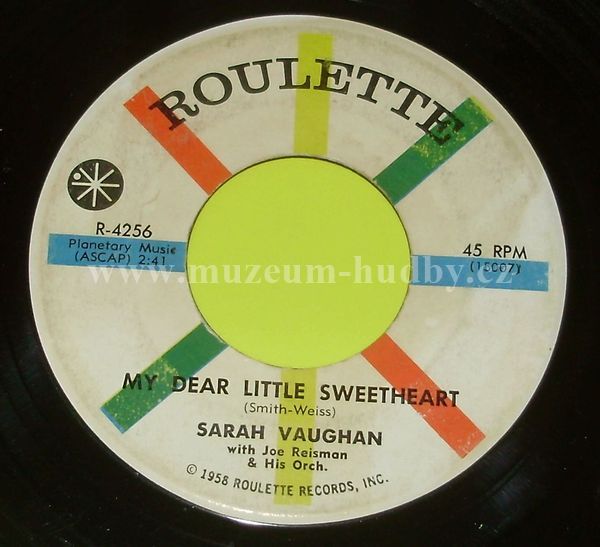 ROULETTE
R-4256
Planetary Music
(ASCAP) 2:41
45 RPM
(15007)
www.muzeum-hudby.cz
MY DEAR LITTLE SWEETHEART
(Smith-Weiss)
SARAH VAUGHAN
with Joe Reisman
& His Orch.
© 1958 ROULETTE RECORDS, INC.